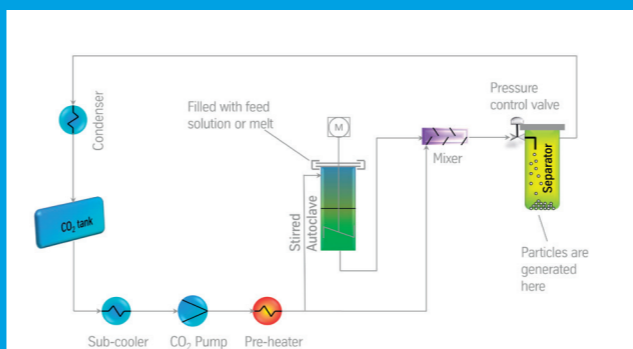 Pressure
control valve
Condenser
Filled with feed
solution or melt
M
Mixer
Separator
CO₂ tank
Stirred
Autoclave
Particles are
generated
here
Sub-cooler
CO₂ Pump
Pre-heater